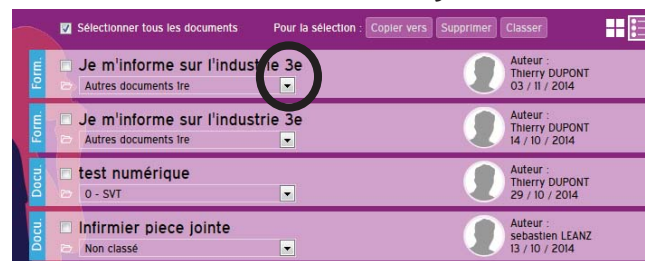 Sélectionner tous les documents Pour la sélection : Copier vers Supprimer Classer
Form.
Je m'informe sur l'industrie 3e
Autres documents 1re
Auteur :
Thierry DUPONT
03 / 11 / 2014
Form.
Je m'informe sur l'industrie 3e
Autres documents 1re
Auteur :
Thierry DUPONT
14 / 10 / 2014
Docu.
test numérique
0 - SVT
Auteur :
Thierry DUPONT
29 / 10 / 2014
Docu.
Infirmier piece jointe
Non classé
Auteur :
sebastien LEANZ
13 / 10 / 2014